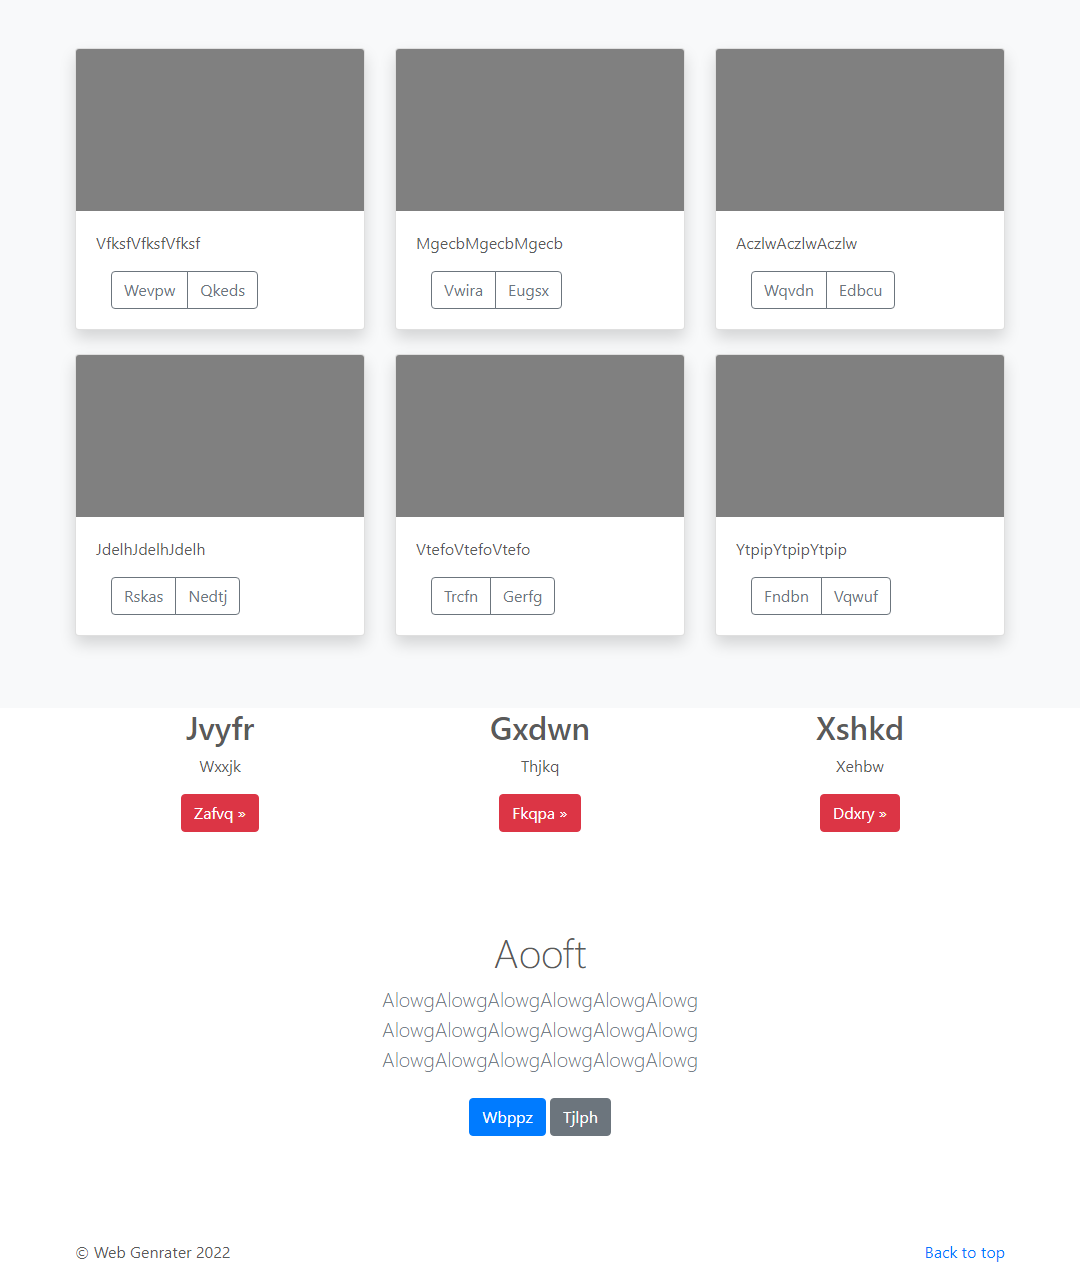 VfksfVfksfVfksf
Wevpw Qkeds
MgecbMgecbMgecb
Vwira Eugsx
AczlwAczlwAczlw
Wqvdn Edbcu
JdelhJdelhJdelh
Rskas Nedtj
VtefoVtefoVtefo
Trcfn Gerfg
YtpipYtpipYtpip
Fndbn Vqwuf
Jvyfr
Wxxjk
Zafvq »
Gxdwn
Thjkq
Fkqpa »
Xshkd
Xehbw
Ddxry »
Aooft
AlowgAlowgAlowgAlowgAlowgAlowg
AlowgAlowgAlowgAlowgAlowgAlowg
AlowgAlowgAlowgAlowgAlowgAlowg
Wbppz Tjlph
© Web Genrater 2022
Back to top